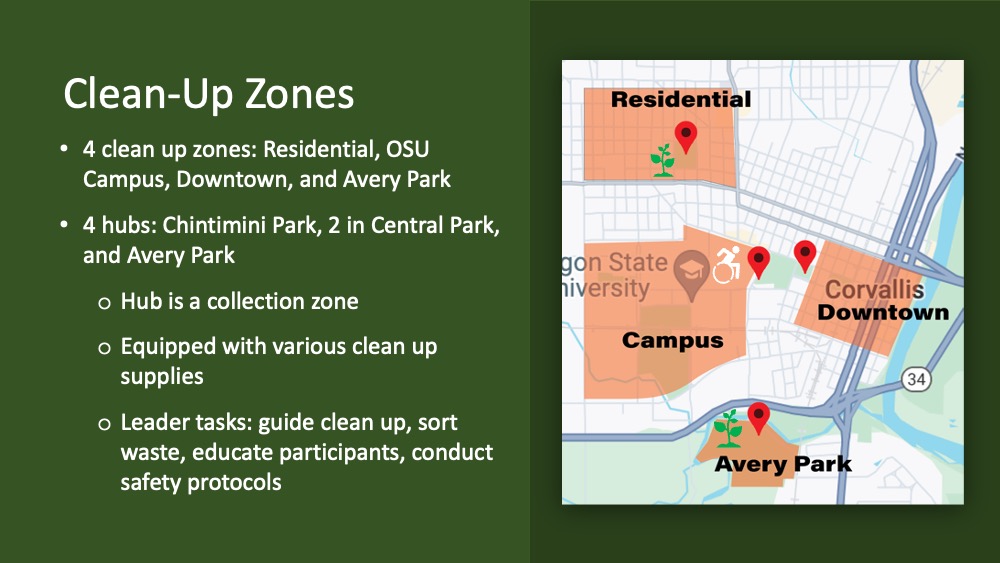 Clean-Up Zones
• 4 clean up zones: Residential, OSU
Campus, Downtown, and Avery Park
• 4 hubs: Chintimini Park, 2 in Central Park,
and Avery Park
o Hub is a collection zone
o Equipped with various clean up
supplies
o Leader tasks: guide clean up, sort
waste, educate participants, conduct
safety protocols
Residential
gon State
niversity
Campus
Corvallis
Downtown
34
Avery Park